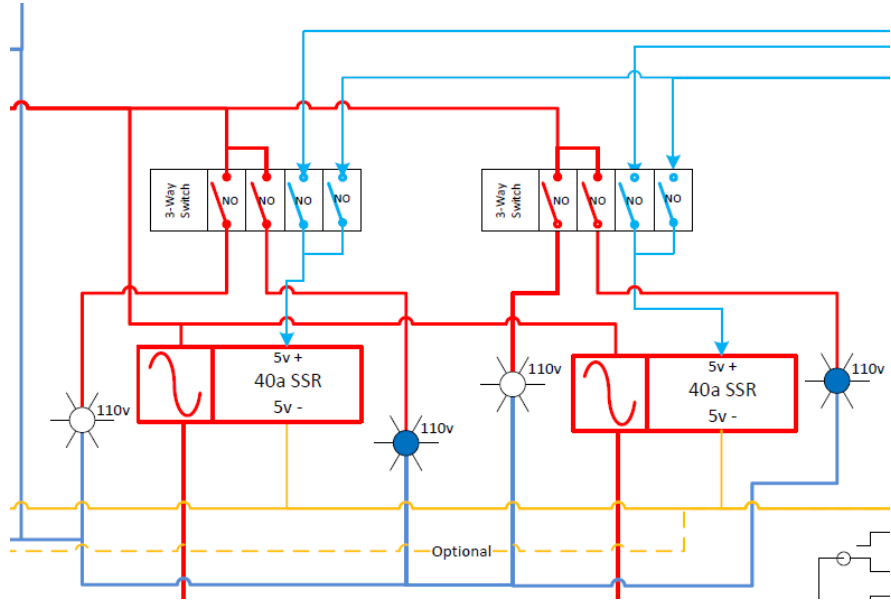 3-Way
Switch
NO
NO
NO
NO
3-Way
Switch
NO
NO
NO
NO
5v +
40a SSR
5v -
5v +
40a SSR
5v -
110v
110v
110v
110v
Optional